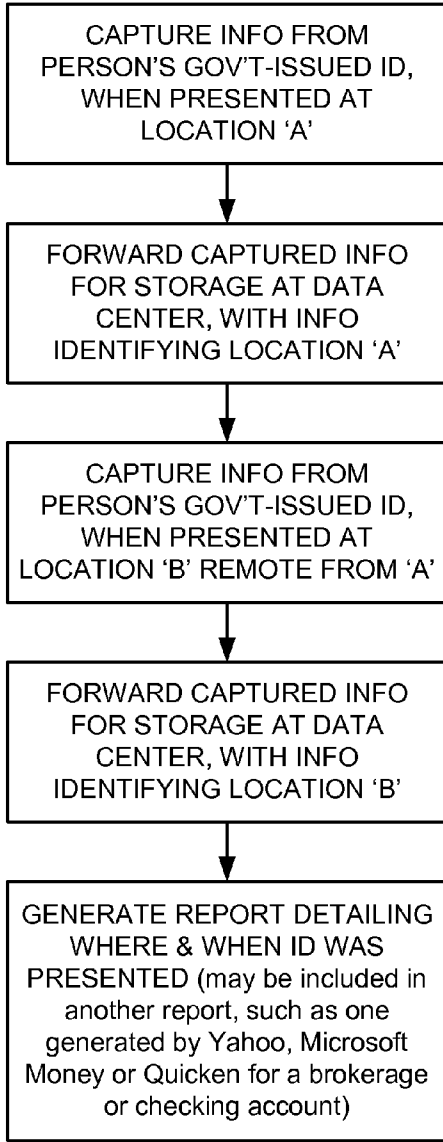 CAPTURE INFO FROM
PERSON'S GOV'T-ISSUED ID,
WHEN PRESENTED AT
LOCATION 'A'
FORWARD CAPTURED INFO
FOR STORAGE AT DATA
CENTER, WITH INFO
IDENTIFYING LOCATION 'A'
CAPTURE INFO FROM
PERSON'S GOV'T-ISSUED ID,
WHEN PRESENTED AT
LOCATION 'B' REMOTE FROM 'A'
FORWARD CAPTURED INFO
FOR STORAGE AT DATA
CENTER, WITH INFO
IDENTIFYING LOCATION 'B'
GENERATE REPORT DETAILING
WHERE & WHEN ID WAS
PRESENTED (may be included in
another report, such as one
generated by Yahoo, Microsoft
Money or Quicken for a brokerage
or checking account)